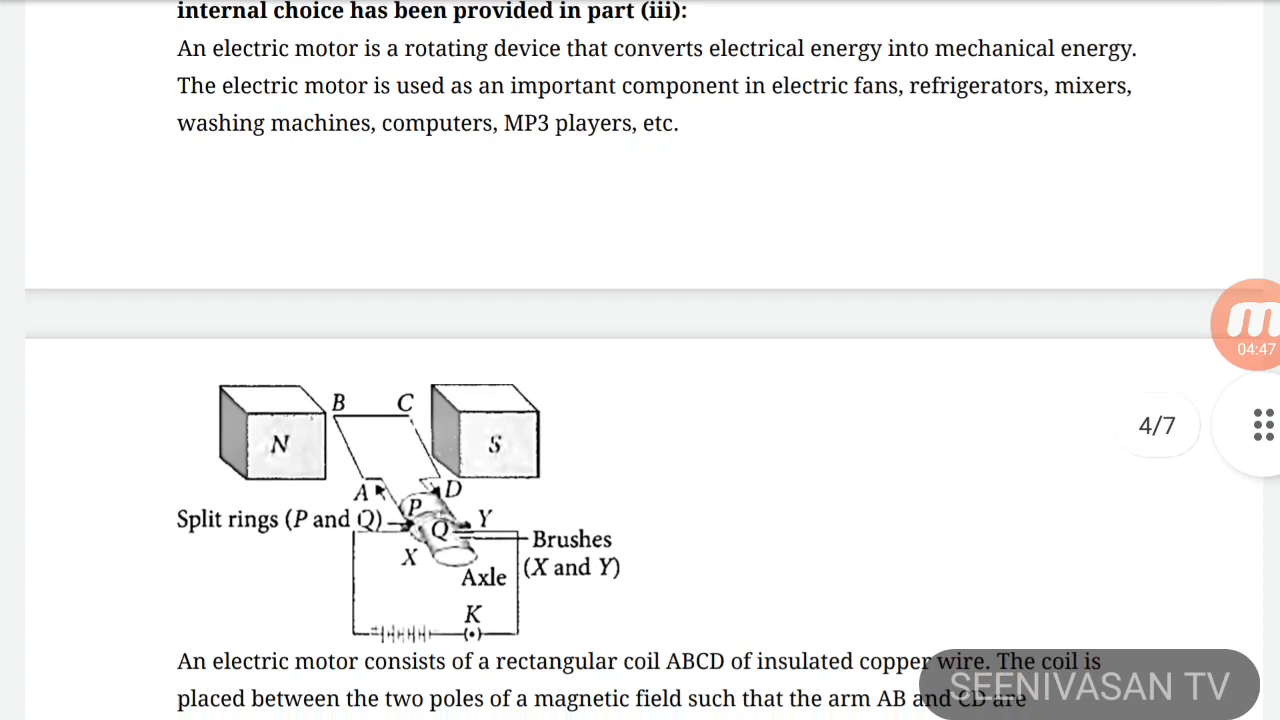 internal choice has been provided in part (iii):
An electric motor is a rotating device that converts electrical energy into mechanical energy.
The electric motor is used as an important component in electric fans, refrigerators, mixers,
washing machines, computers, MP3 players, etc.
04:47
4/7
B C
N S
A D
P
Split rings (P and Q) Q Y
Brushes
X
(X and Y)
Axle
K
An electric motor consists of a rectangular coil ABCD of insulated copper wire. The coil is
placed between the two poles of a magnetic field such that the arm AB and CD are
SEENIVASAN TV